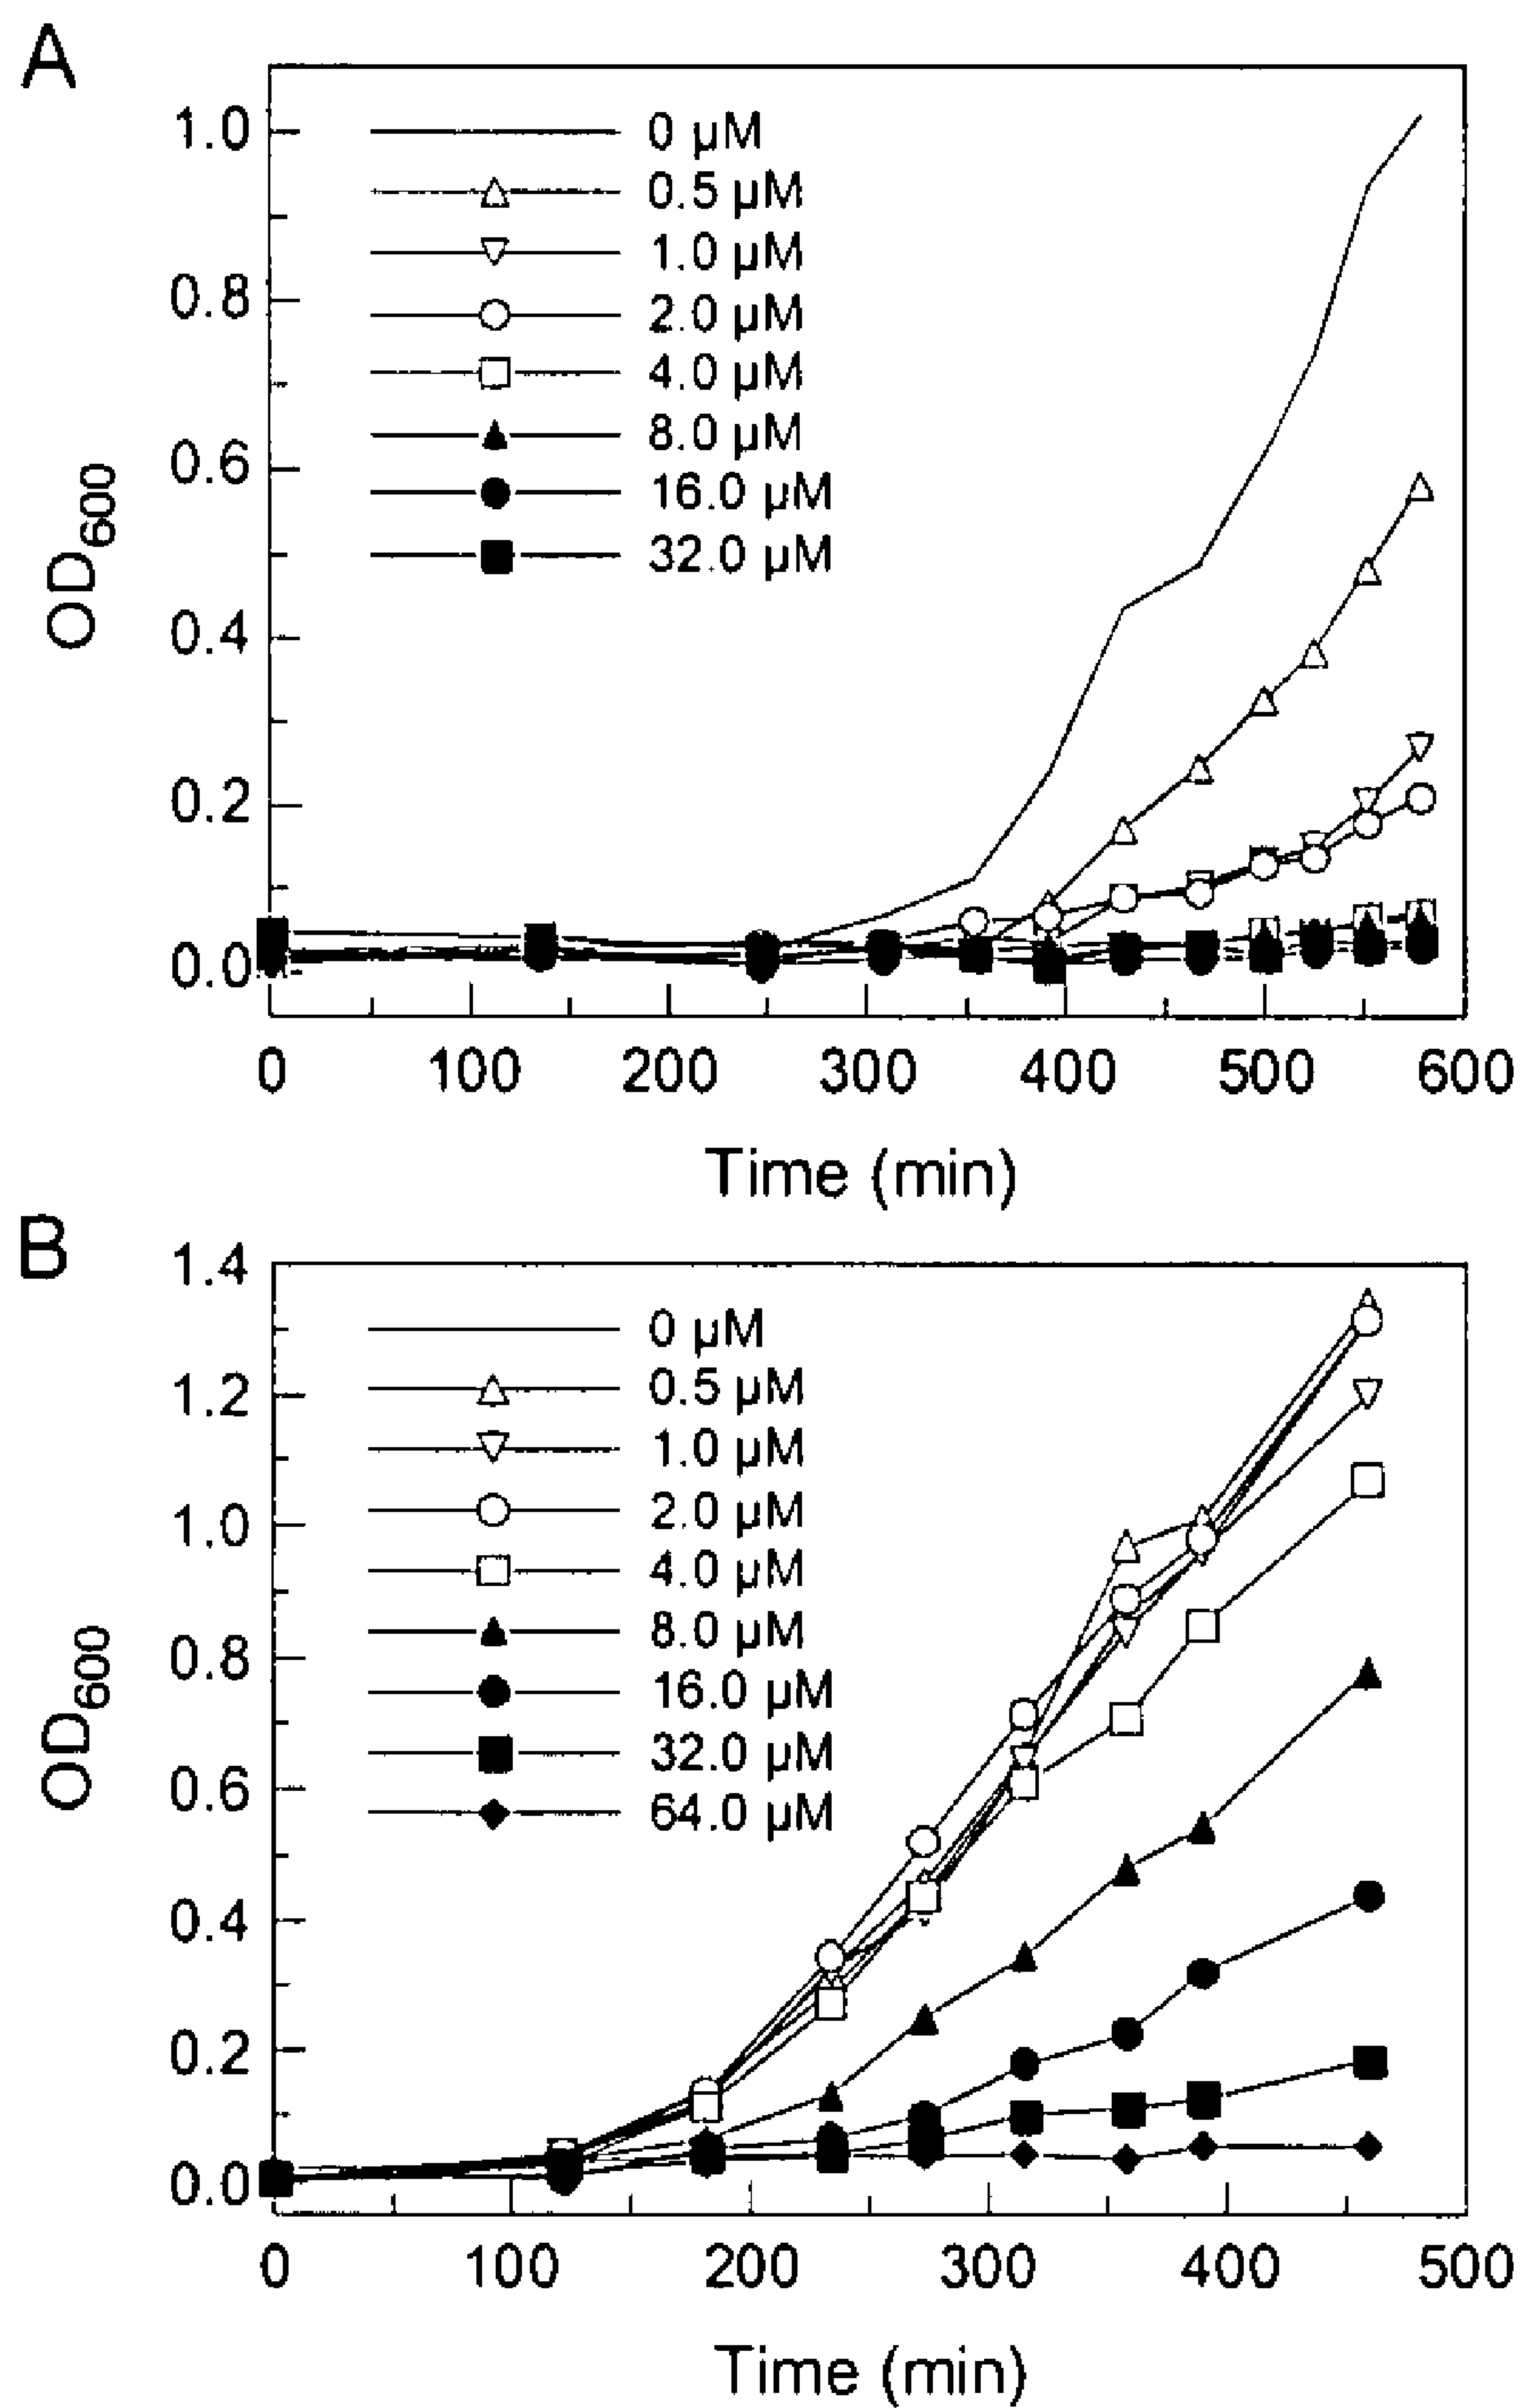 A
1.0
0.8
0.6
0.4
0.2
0.0
OD600
0 µM
0.5 µM
1.0 µM
2.0 µM
4.0 µM
8.0 µM
16.0 µM
32.0 µM
0 100 200 300 400 500 600
Time (min)
B
1.4
1.2
1.0
0.8
0.6
0.4
0.2
0.0
OD600
0 µM
0.5 µM
1.0 µM
2.0 µM
4.0 µM
8.0 µM
16.0 µM
32.0 µM
64.0 µM
0 100 200 300 400 500
Time (min)